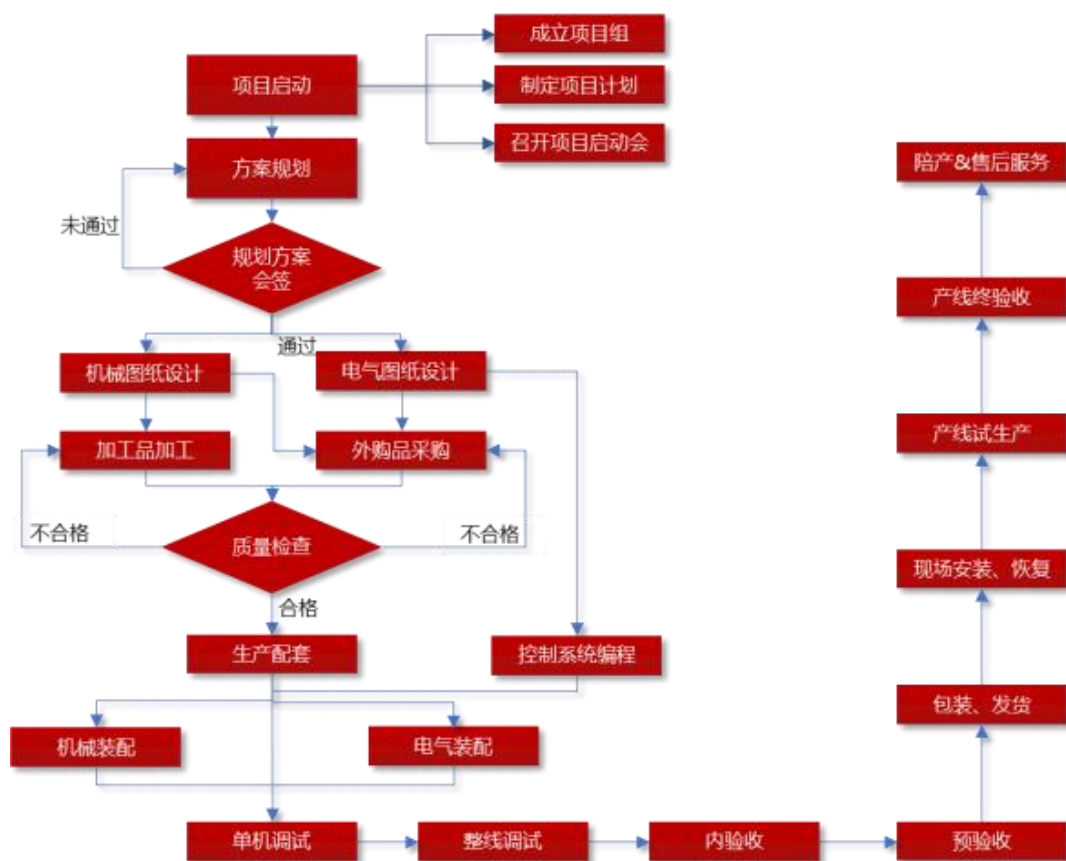 成立项目组
项目启动
制定项目计划
召开项目启动会
方案规划
陪产&售后服务
未通过
规划方案
会签
产线终验收
通过
机械图纸设计
电气图纸设计
产线试生产
加工品加工
外购品采购
不合格
质量检查
不合格
现场安装、恢复
合格
生产配套
控制系统编程
包装、发货
机械装配
电气装配
单机调试
整线调试
内验收
预验收